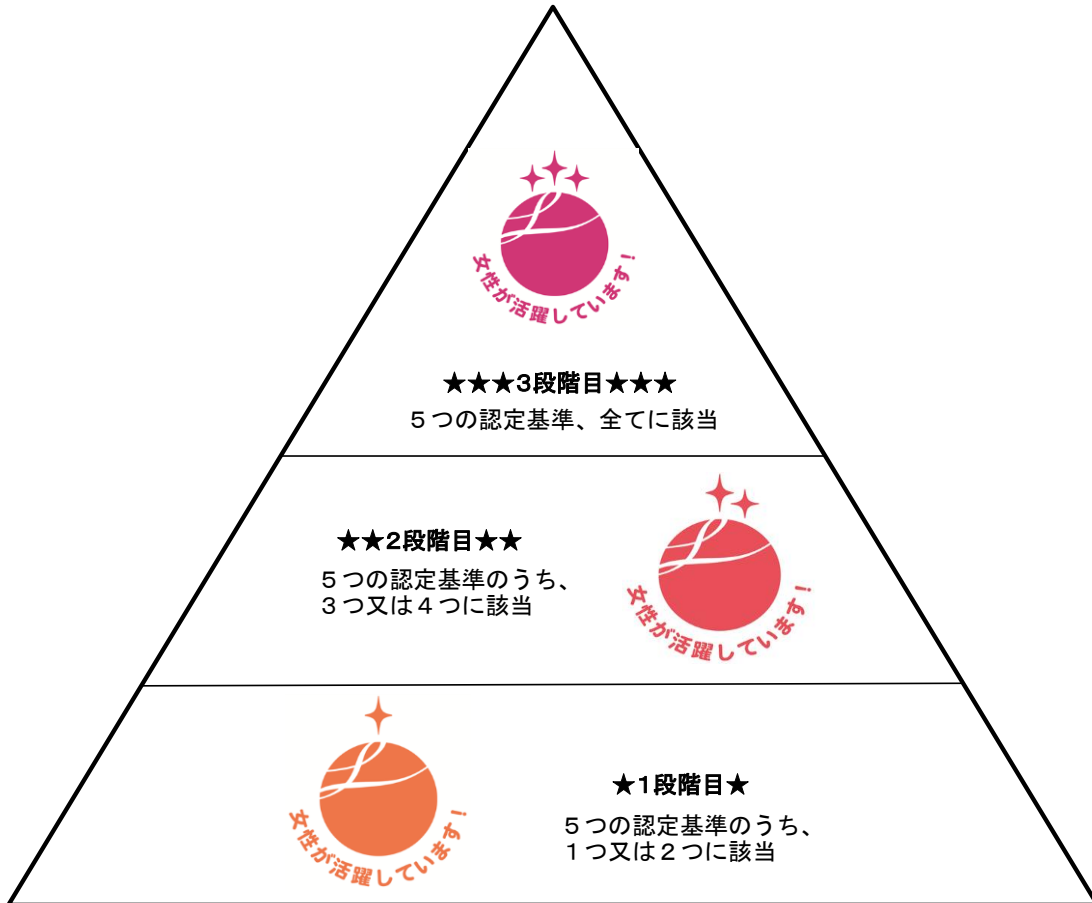 女性が活躍しています！
★★★３段階目★★★
５つの認定基準、全てに該当
★★２段階目★★
５つの認定基準のうち、
３つ又は４つに該当
女性が活躍しています！
女性が活躍しています！
★１段階目★
５つの認定基準のうち、
１つ又は２つに該当